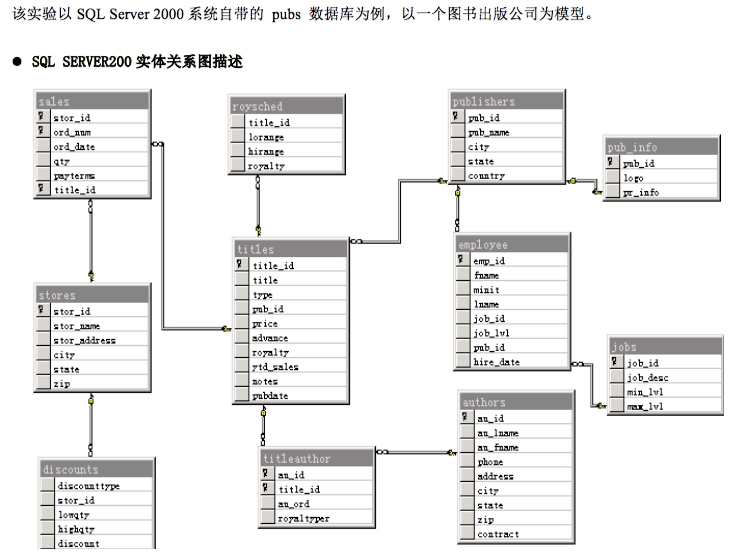 该实验以 SQL Server 2000 系统自带的 pubs 数据库为例，以一个图书出版公司为模型。
● SQL SERVER200 实体关系图描述
sales
stor_id
ord_num
ord_date
qty
payterms
title_id
roysched
title_id
lorange
hirange
royalty
publishers
pub_id
pub_name
city
state
country
pub_info
pub_id
logo
pr_info
titles
title_id
title
type
pub_id
price
advance
royalty
ytd_sales
notes
pubdate
employee
emp_id
fname
minit
lname
job_id
job_lvl
pub_id
hire_date
stores
stor_id
stor_name
stor_address
city
state
zip
jobs
job_id
job_desc
min_lvl
max_lvl
authors
au_id
au_lname
au_fname
phone
address
city
state
zip
contract
titleauthor
au_id
title_id
au_ord
royaltyper
discounts
discounttype
stor_id
lowqty
highqty
discount